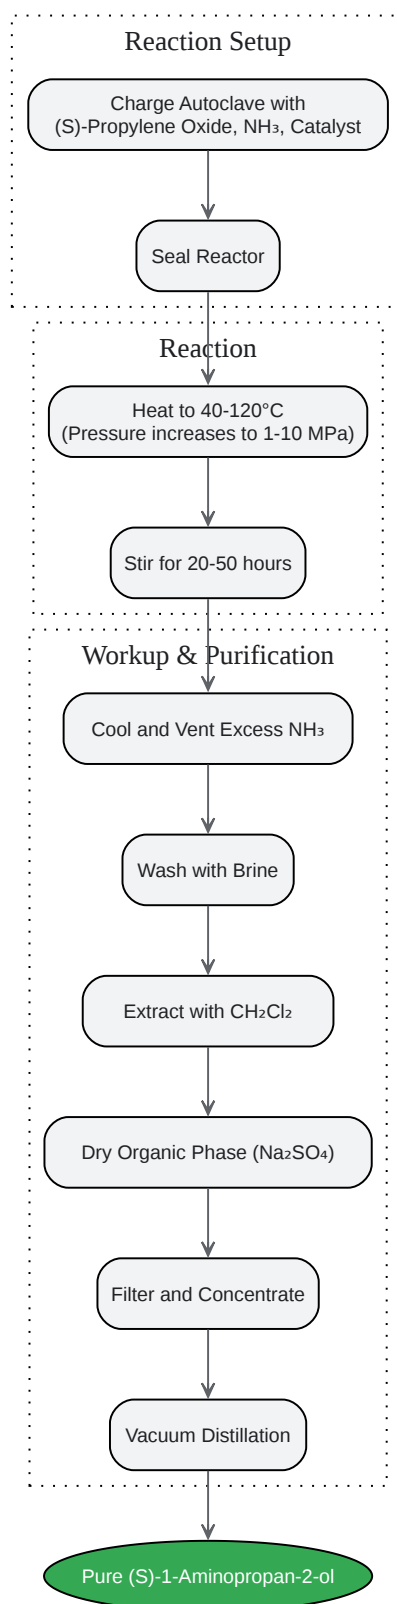 Reaction Setup
Charge Autoclave with
(S)-Propylene Oxide, NH₃, Catalyst
Seal Reactor
Reaction
Heat to 40-120°C
(Pressure increases to 1-10 MPa)
Stir for 20-50 hours
Workup & Purification
Cool and Vent Excess NH₃
Wash with Brine
Extract with CH₂Cl₂
Dry Organic Phase (Na₂SO₄)
Filter and Concentrate
Vacuum Distillation
Pure (S)-1-Aminopropan-2-ol